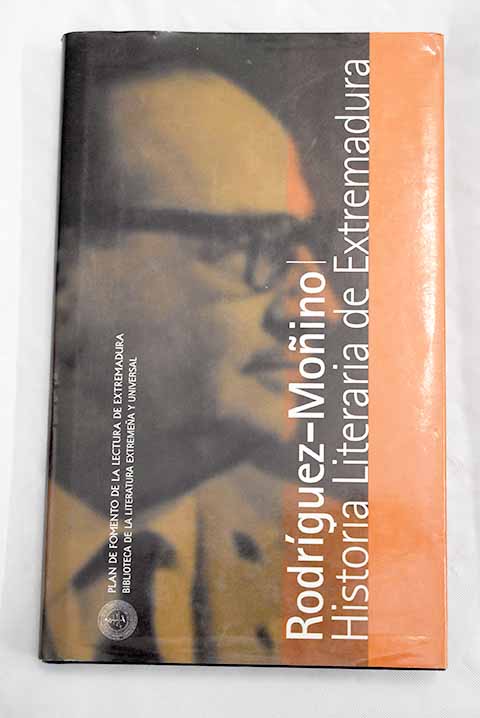 PLAN DE FOMENTO DE LA LECTURA DE EXTREMADURA
BIBLIOTECA DE LA LITERATURA EXTREMEÑA Y UNIVERSAL
Rodríguez–Moñino|
Historia Literaria de Extremadura